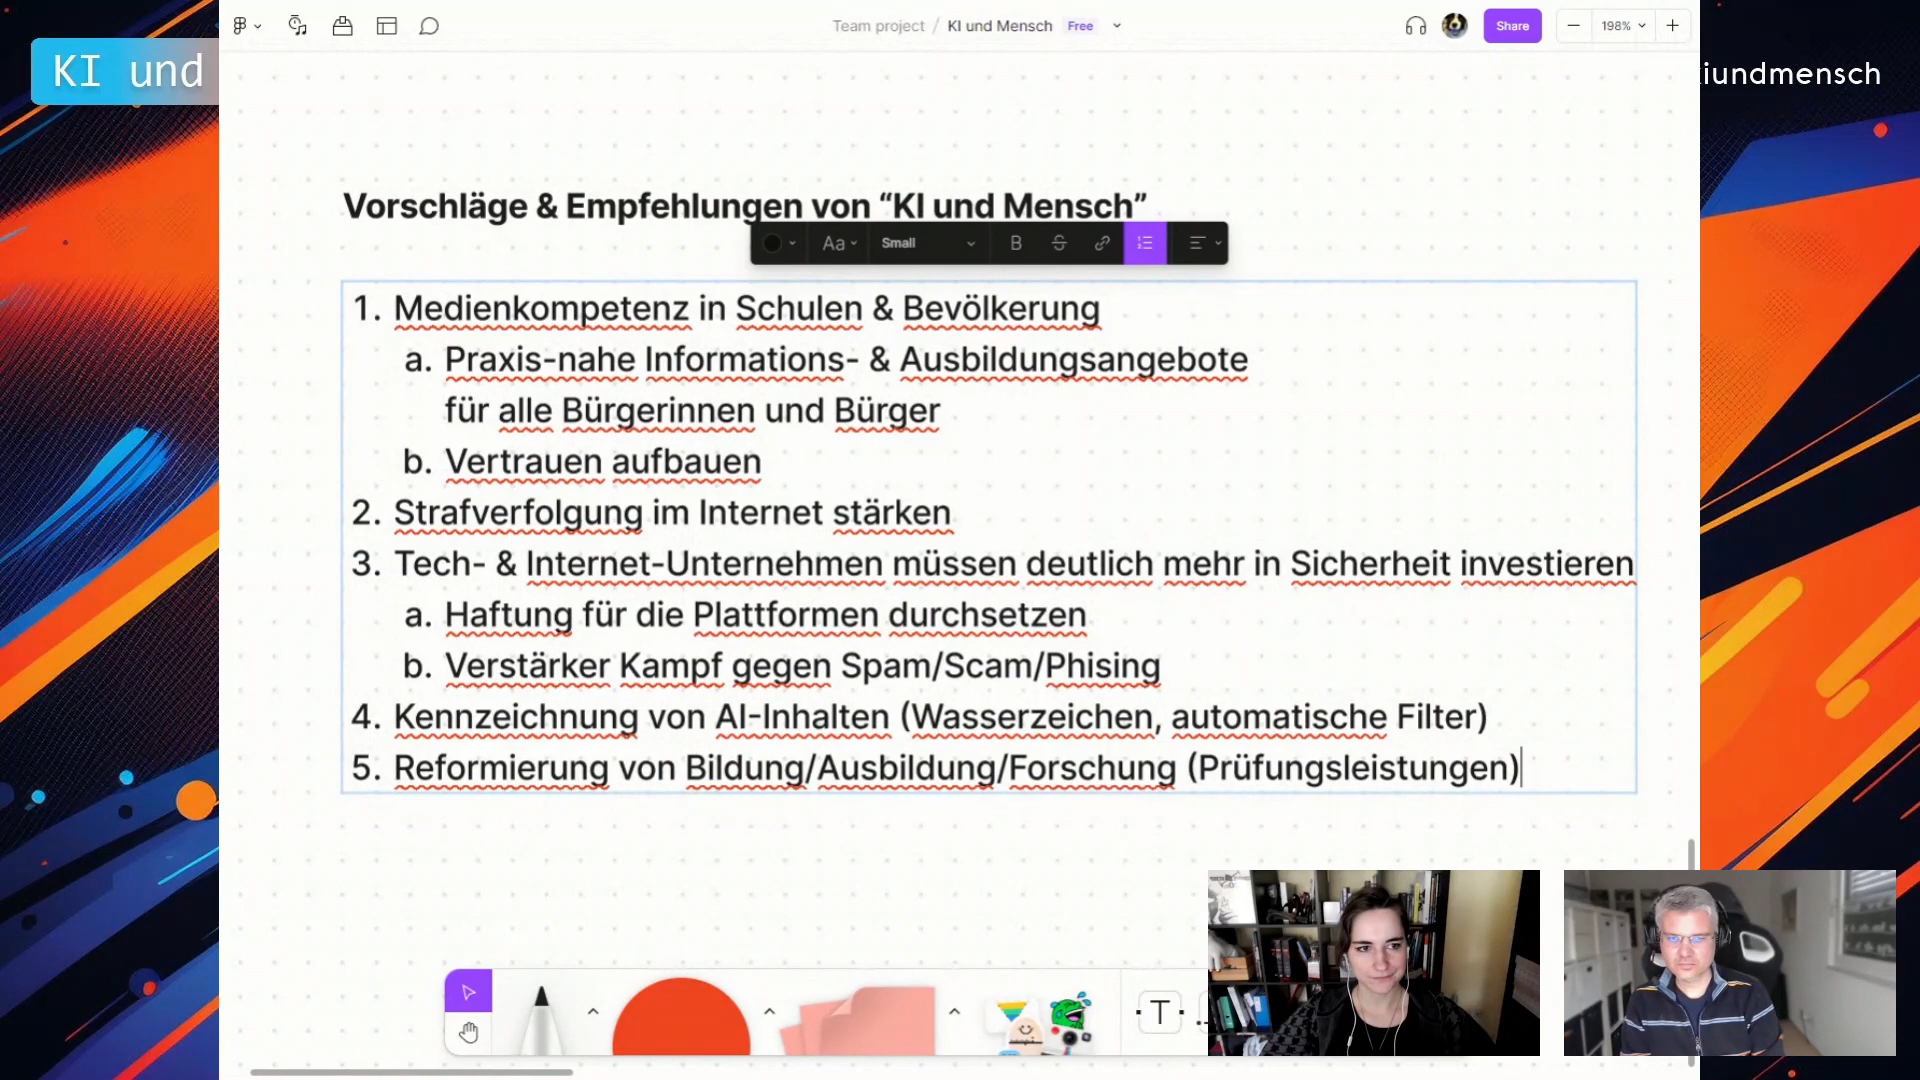 KI und
Team project / KI und Mensch Free
Share
198%
iundmensch
Vorschläge & Empfehlungen von “KI und Mensch”
Aa Small B S
1. Medienkompetenz in Schulen & Bevölkerung
a. Praxis-nahe Informations- & Ausbildungsangebote
für alle Bürgerinnen und Bürger
b. Vertrauen aufbauen
2. Strafverfolgung im Internet stärken
3. Tech- & Internet-Unternehmen müssen deutlich mehr in Sicherheit investieren
a. Haftung für die Plattformen durchsetzen
b. Verstärker Kampf gegen Spam/Scam/Phising
4. Kennzeichnung von AI-Inhalten (Wasserzeichen, automatische Filter)
5. Reformierung von Bildung/Ausbildung/Forschung (Prüfungsleistungen)
T